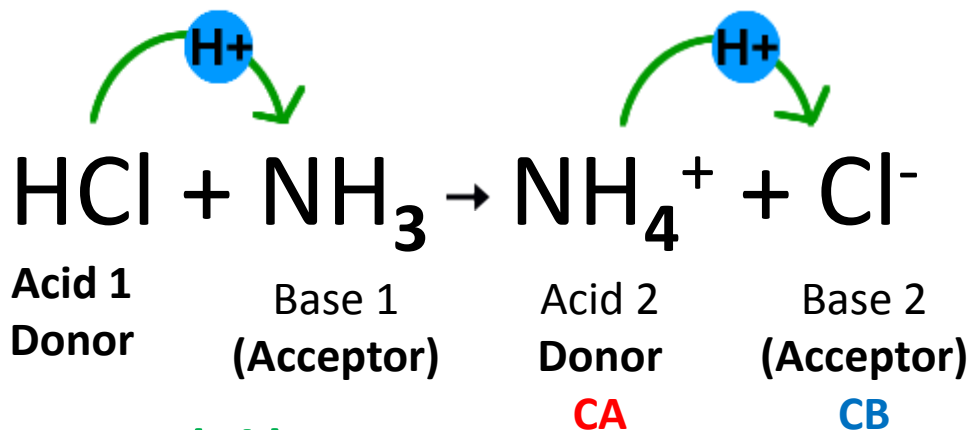 H+ H+
HCl + NH₃ → NH₄⁺ + Cl⁻
Acid 1 Base 1 Acid 2 Base 2
Donor (Acceptor) Donor (Acceptor)
CA CB